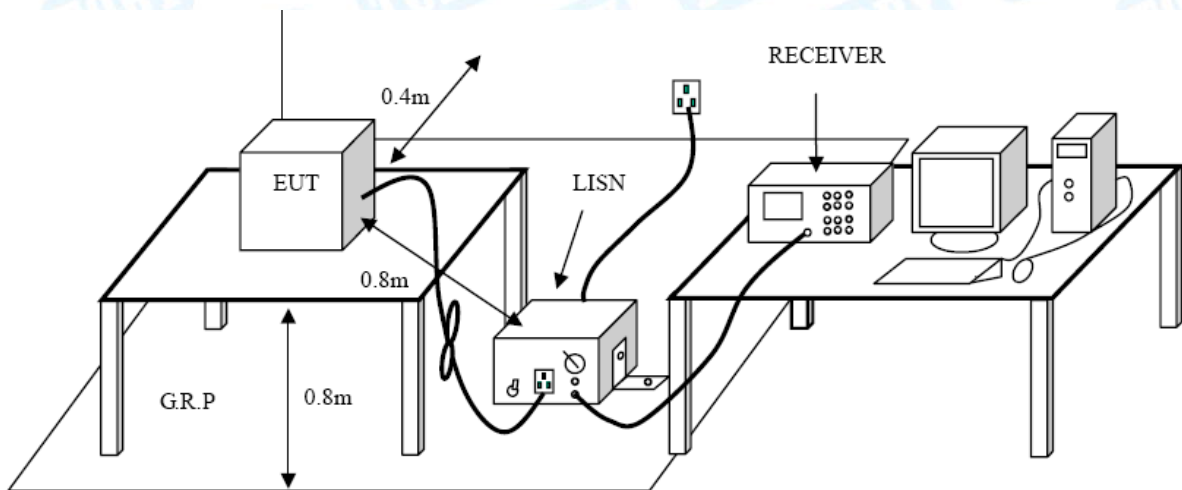 RECEIVER
0.4m
EUT
LISN
0.8m
G.R.P
0.8m